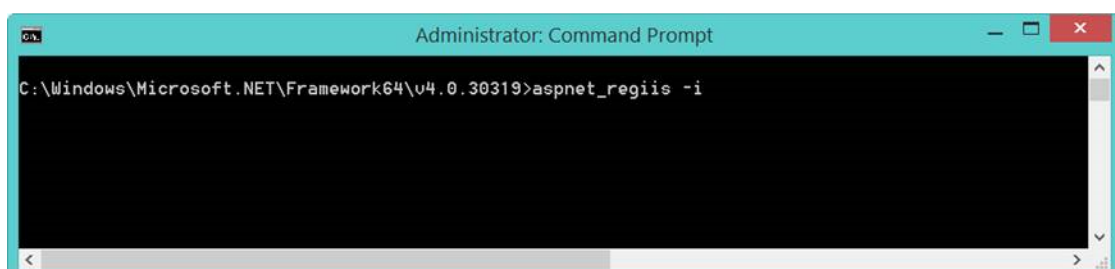 Administrator: Command Prompt
C:\Windows\Microsoft.NET\Framework64\v4.0.30319>aspnet_regiis -i